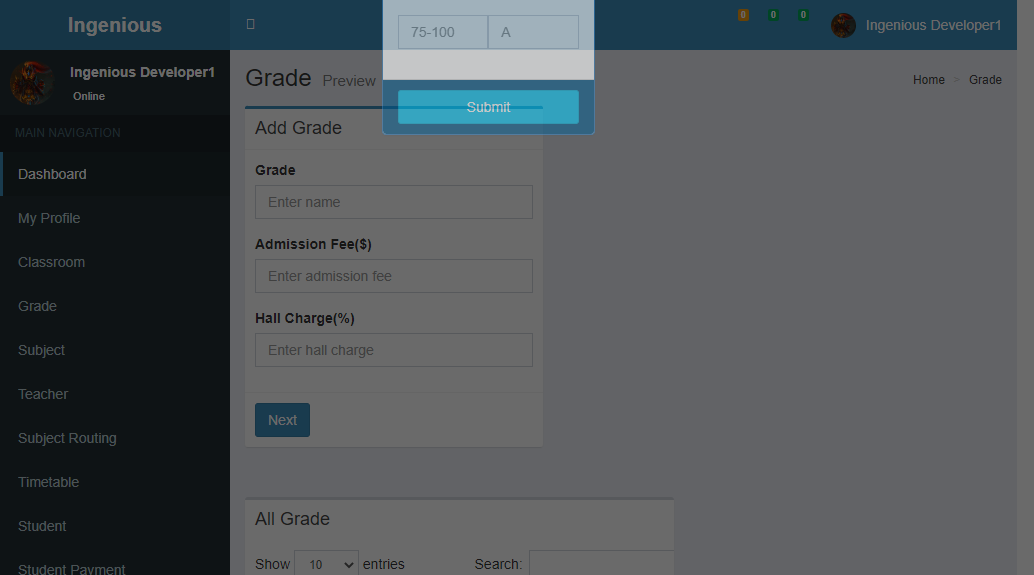 Ingenious
0 0 0 Ingenious Developer1
75-100 A
Ingenious Developer1
Online
Grade Preview
Home > Grade
Submit
MAIN NAVIGATION
Dashboard
My Profile
Classroom
Grade
Subject
Teacher
Subject Routing
Timetable
Student
Student Payment
Add Grade
Grade
Enter name
Admission Fee($)
Enter admission fee
Hall Charge(%)
Enter hall charge
Next
All Grade
Show 10 entries Search: